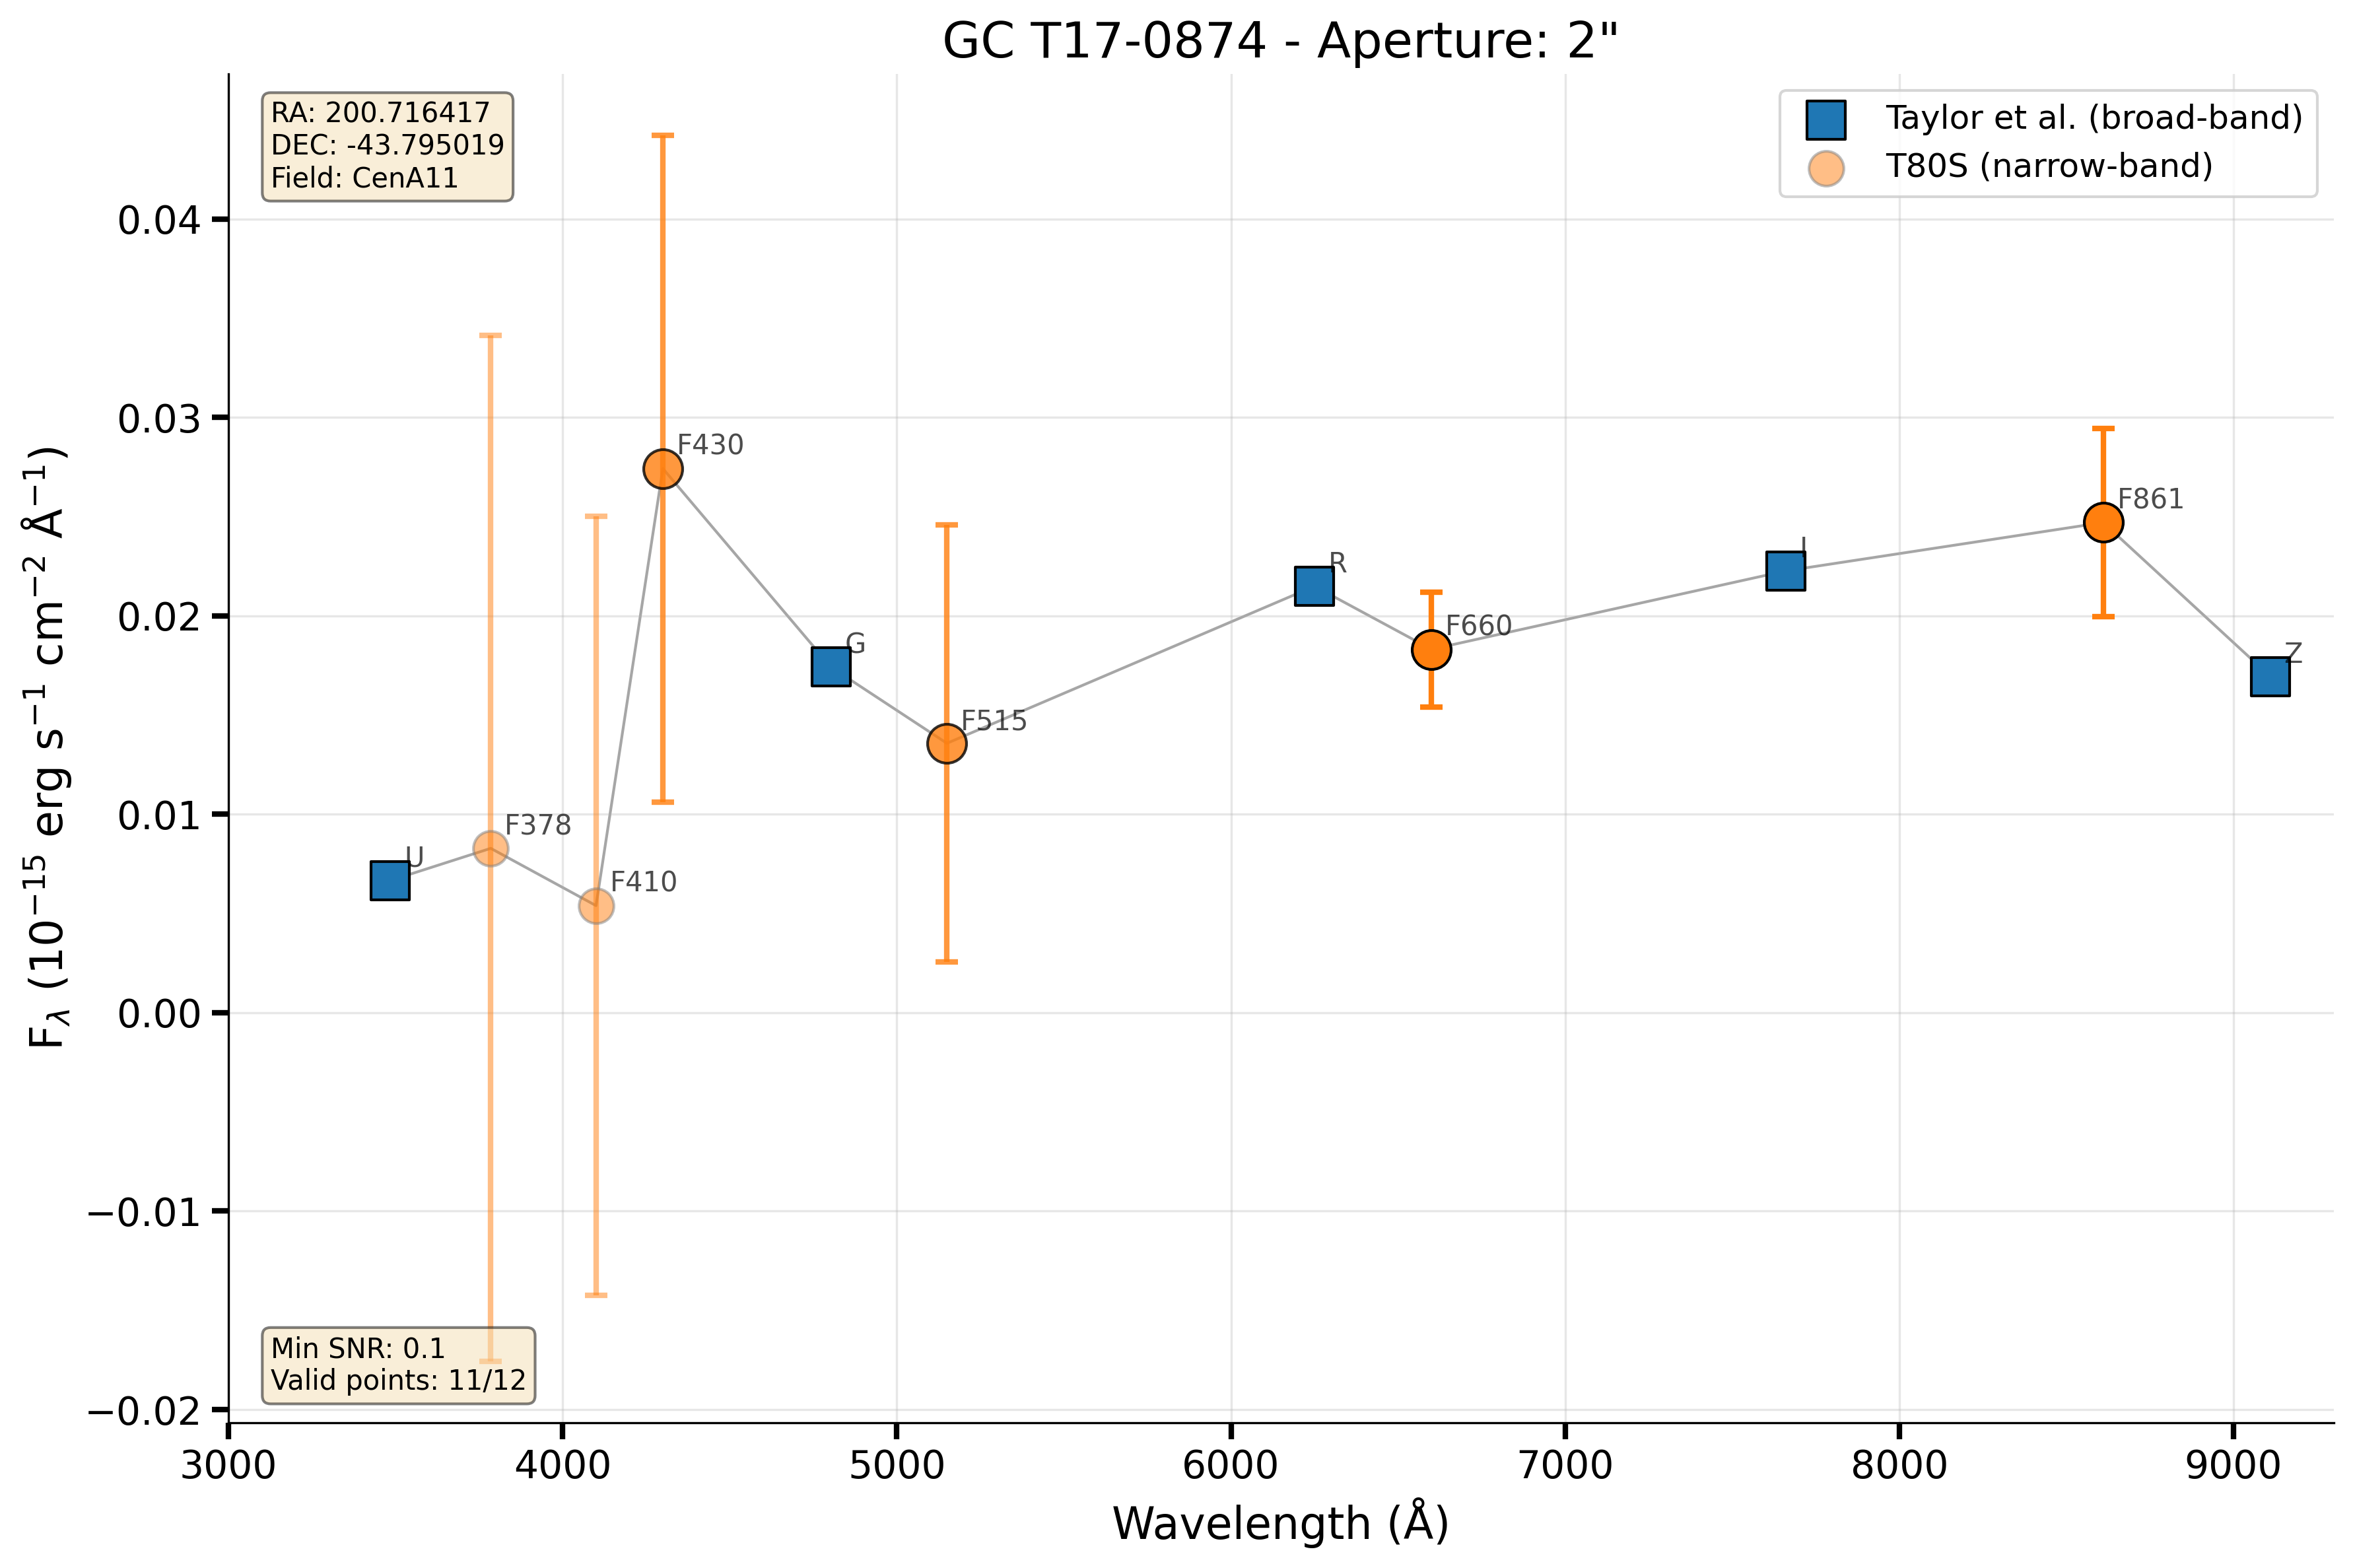 GC T17-0874 - Aperture: 2"
RA: 200.716417
DEC: -43.795019
Field: CenA11
Taylor et al. (broad-band)
T80S (narrow-band)
0.04
0.03
0.02
0.01
0.00
−0.01
−0.02
F_λ (10⁻¹⁵ erg s⁻¹ cm⁻² Å⁻¹)
U
F378
F410
F430
G
F515
R
F660
I
F861
Z
Min SNR: 0.1
Valid points: 11/12
3000 4000 5000 6000 7000 8000 9000
Wavelength (Å)